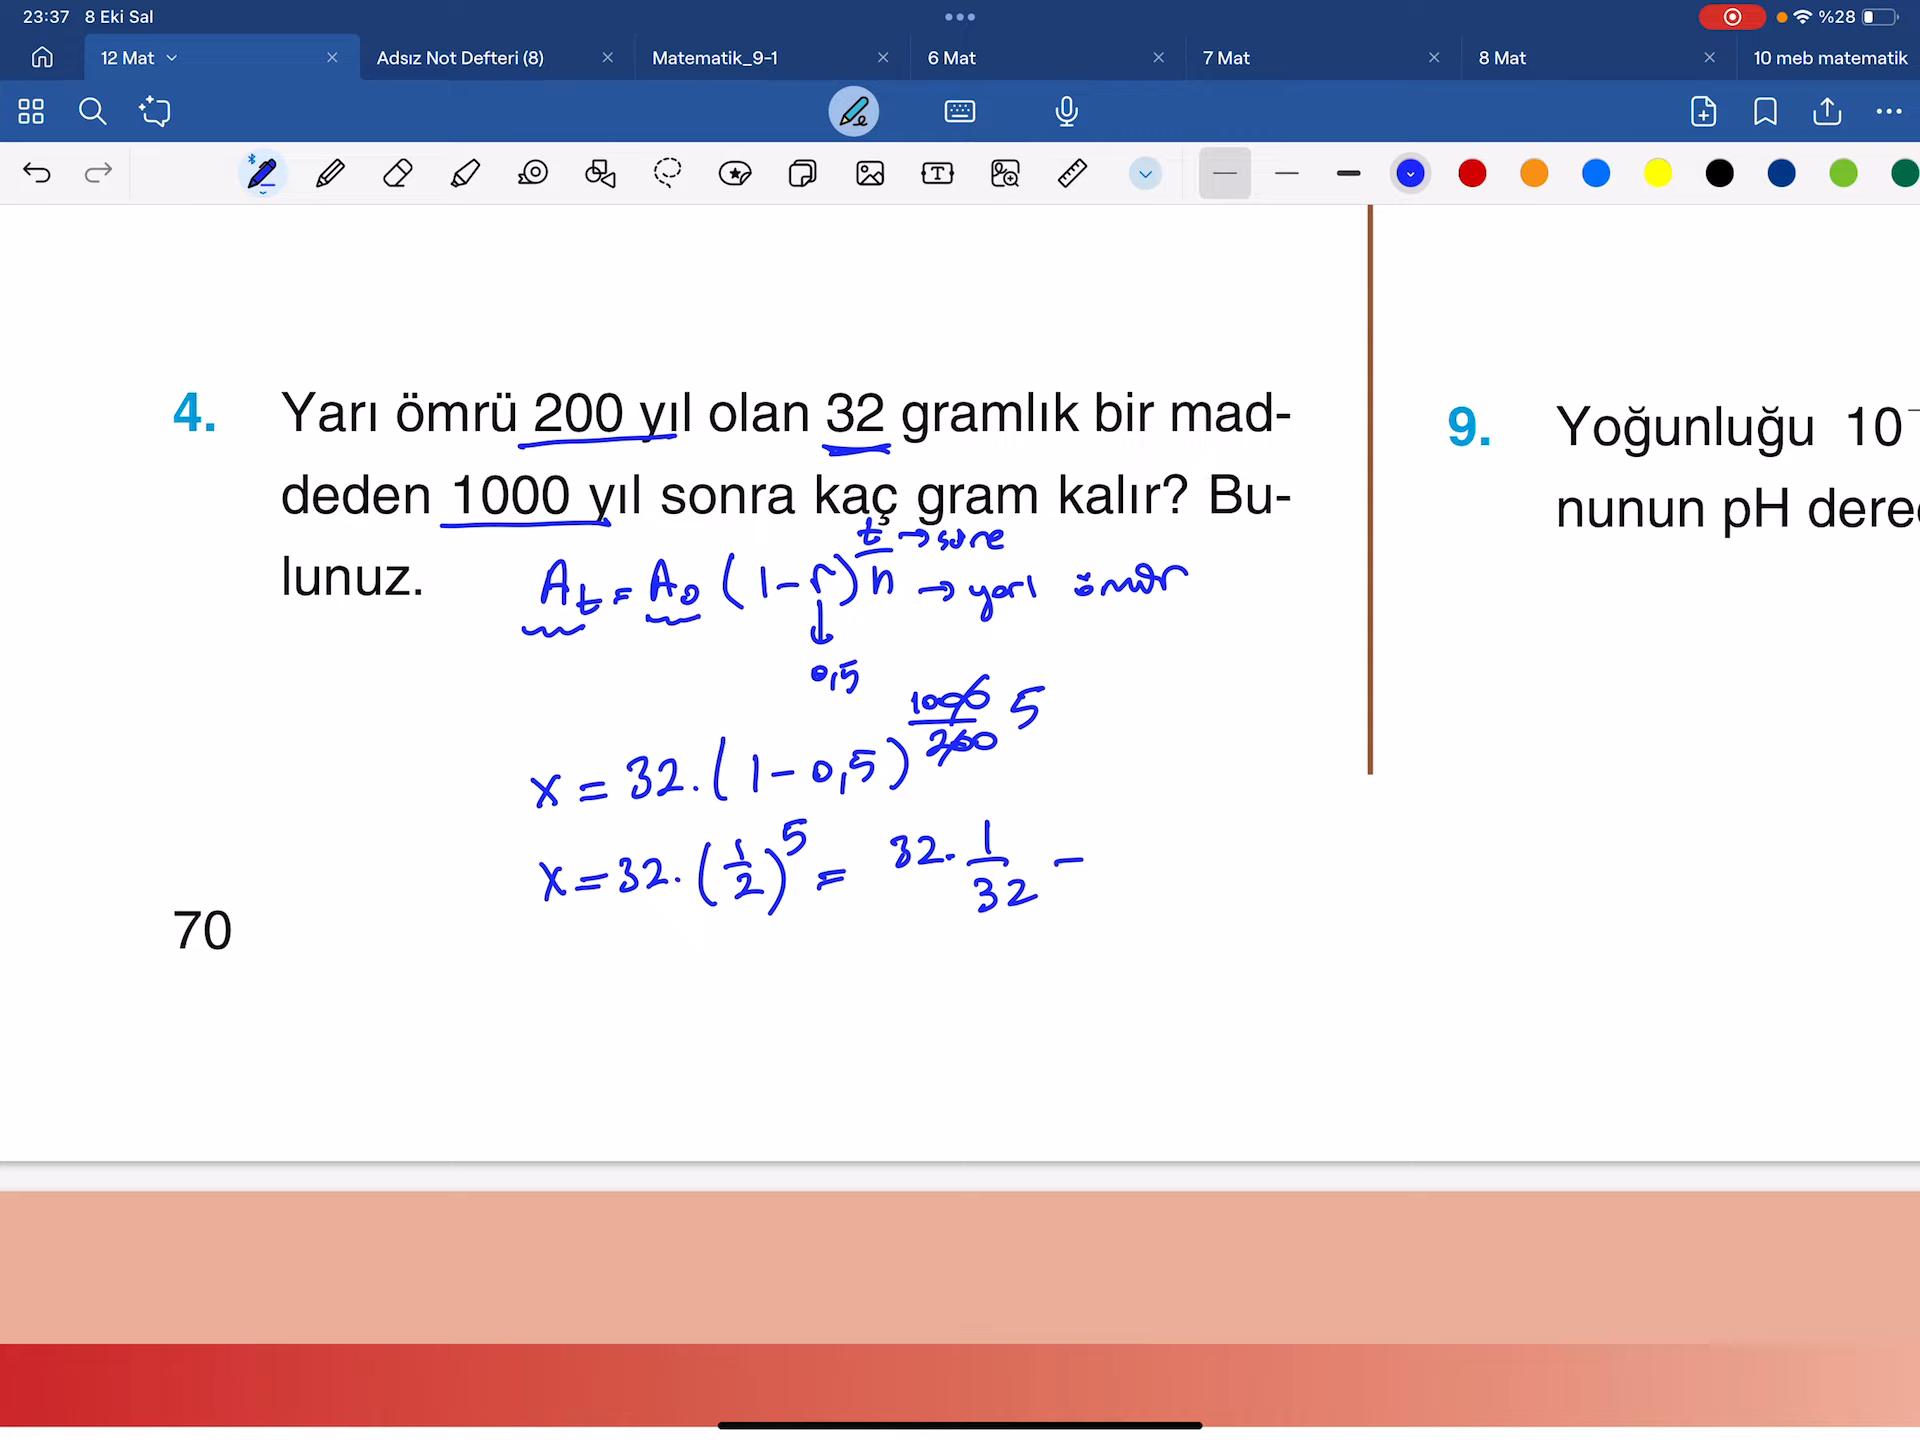 23:37 8 Eki Sal
%28
12 Mat
Adsız Not Defteri (8)
Matematik_9-1
6 Mat
7 Mat
8 Mat
10 meb matematik
4. Yarı ömrü 200 yıl olan 32 gramlık bir mad-
deden 1000 yıl sonra kaç gram kalır? Bu-
lunuz.
t → süre
A_t = A_0 (1-r) n → yarı ömür
0,5
1000 5
200
x = 32.(1-0,5)
x = 32.(1/2)^5 = 32. 1/32 -
70
9. Yoğunluğu 10⁻
nunun pH dere